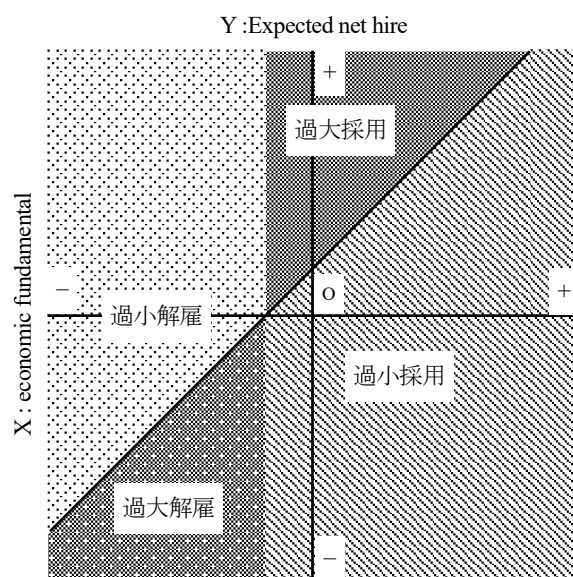 Y :Expected net hire
+
過大採用
X : economic fundamental
−
O
+
過小解雇
過小採用
過大解雇
−